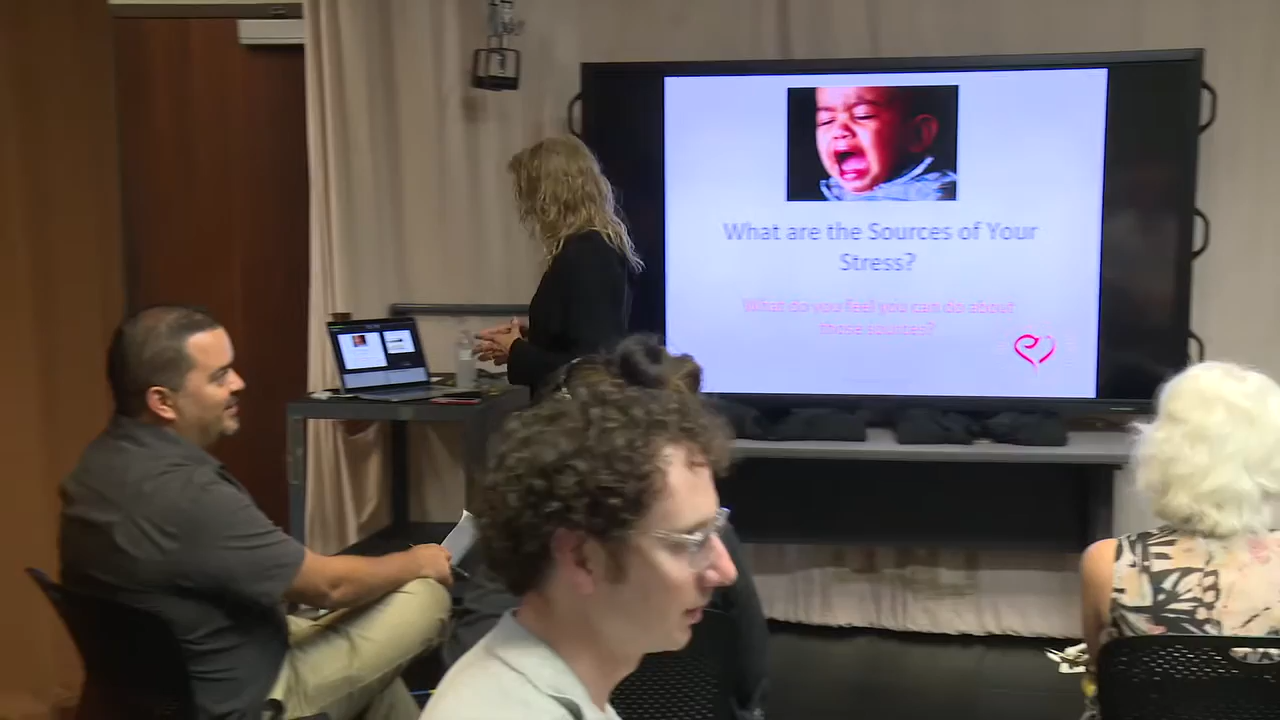 What are the Sources of Your
Stress?
What do you feel you can do about
those sources?